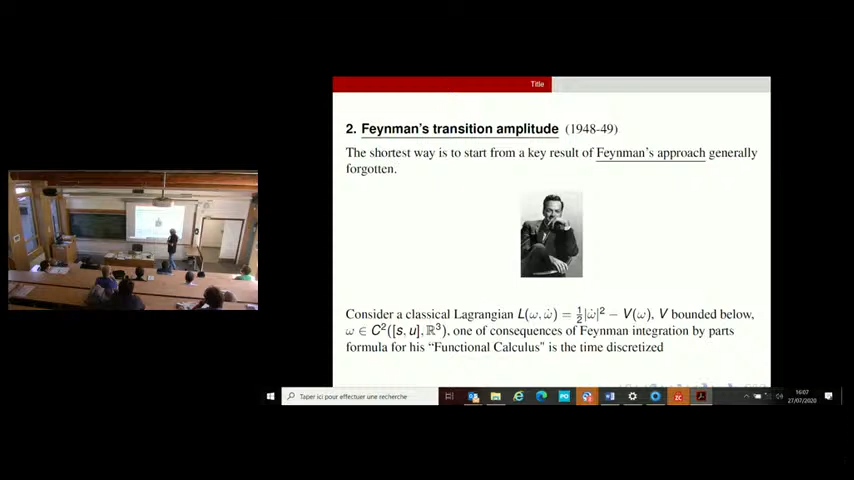 Title
2. Feynman's transition amplitude (1948-49)
The shortest way is to start from a key result of Feynman's approach generally
forgotten.
Consider a classical Lagrangian L(ω, ω̇) = ½|ω̇|² − V(ω), V bounded below,
ω ∈ C²([s, u], ℝ³), one of consequences of Feynman integration by parts
formula for his "Functional Calculus" is the time discretized
Taper ici pour effectuer une recherche
16:07
27/07/2020